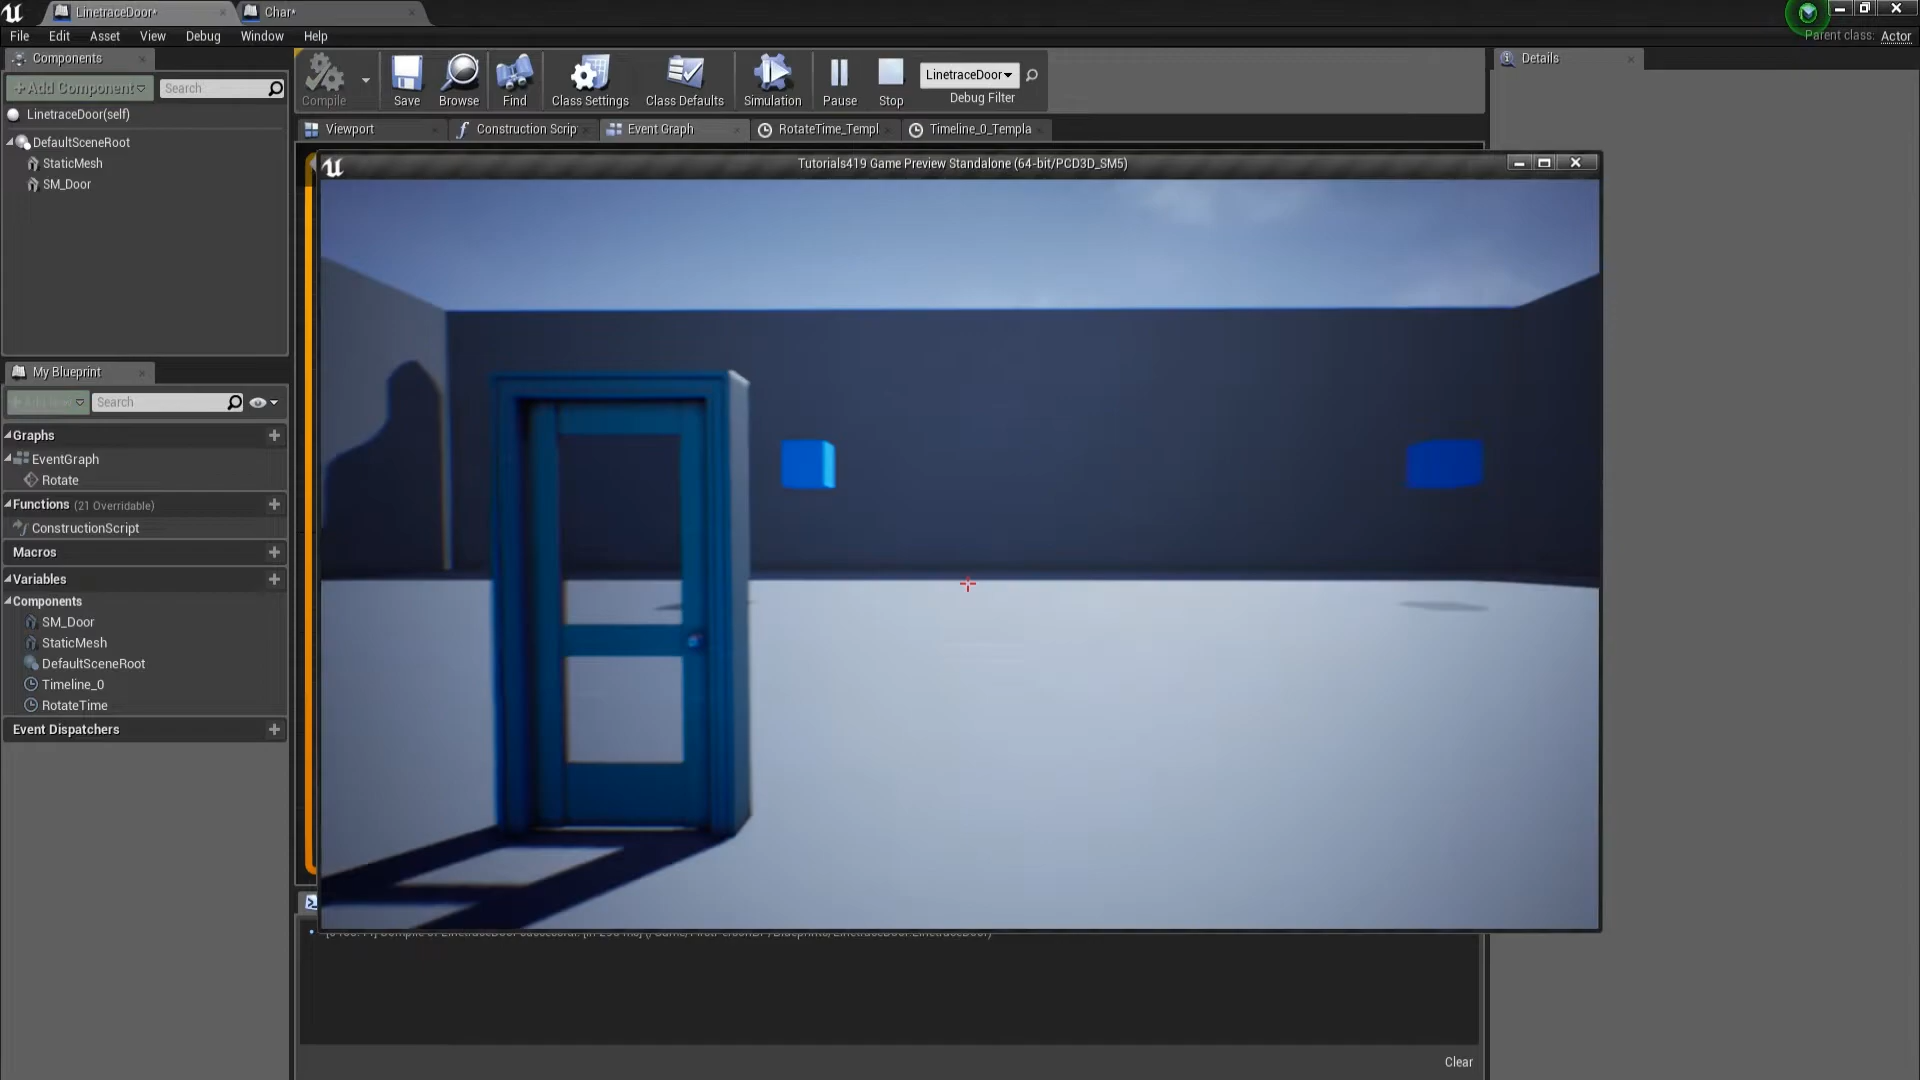 LinetraceDoor*
Char*
File Edit Asset View Debug Window Help
Parent class: Actor
Components
Details
+Add Component
Search
Compile
Save
Browse
Find
Class Settings
Class Defaults
Simulation
Pause
Stop
LinetraceDoor
Debug Filter
LinetraceDoor(self)
Viewport
Construction Scrip
Event Graph
RotateTime_Templ
Timeline_0_Templa
DefaultSceneRoot
StaticMesh
SM_Door
Tutorials419 Game Preview Standalone (64-bit/PCD3D_SM5)
My Blueprint
Search
Graphs
EventGraph
Rotate
Functions (21 Overridable)
ConstructionScript
Macros
Variables
Components
SM_Door
StaticMesh
DefaultSceneRoot
Timeline_0
RotateTime
Event Dispatchers
Clear